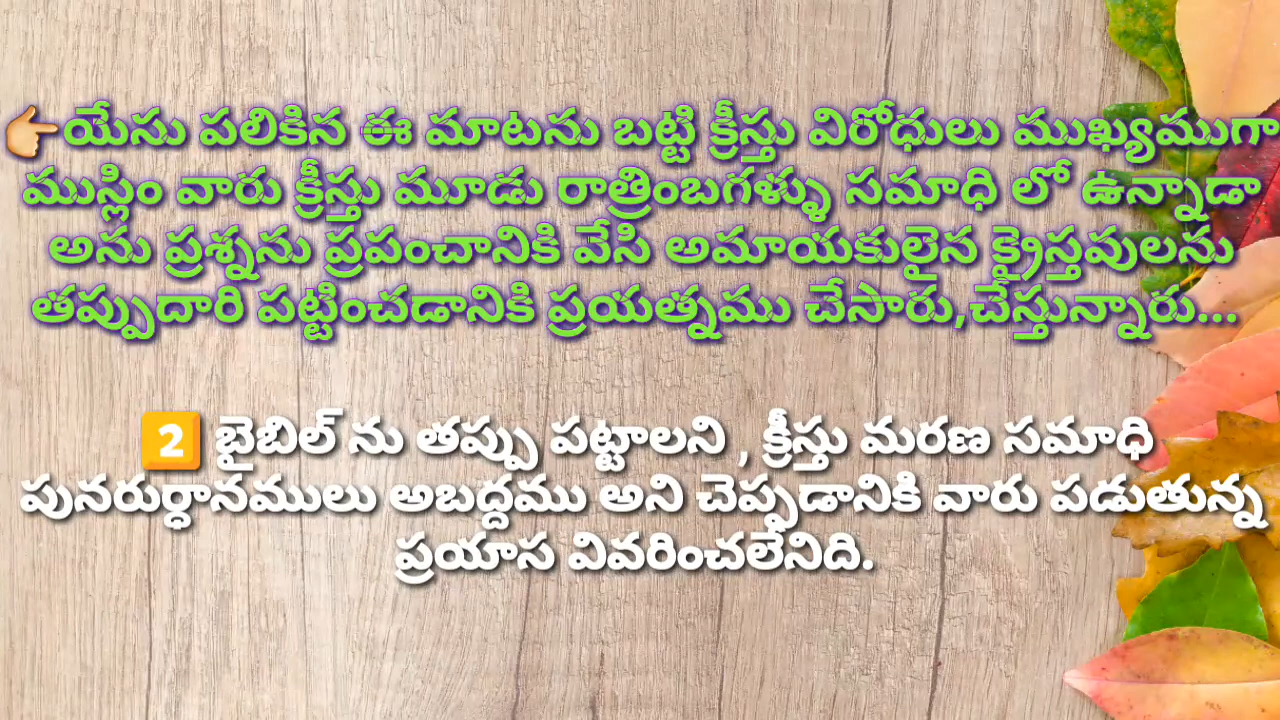 👉యేసు పలికిన ఈ మాటను బట్టి క్రీస్తు విరోధులు ముఖ్యముగా
ముస్లిం వారు క్రీస్తు మూడు రాత్రింబగళ్ళు సమాధి లో ఉన్నాడా
అను ప్రశ్నను ప్రపంచానికి వేసి అమాయకులైన క్రైస్తవులను
తప్పుదారి పట్టించడానికి ప్రయత్నము చేసారు,చేస్తున్నారు...
2 బైబిల్ ను తప్పు పట్టాలని , క్రీస్తు మరణ సమాధి
పునరుర్ధానములు అబద్దము అని చెప్పడానికి వారు పడుతున్న
ప్రయాస వివరించలేనిది.